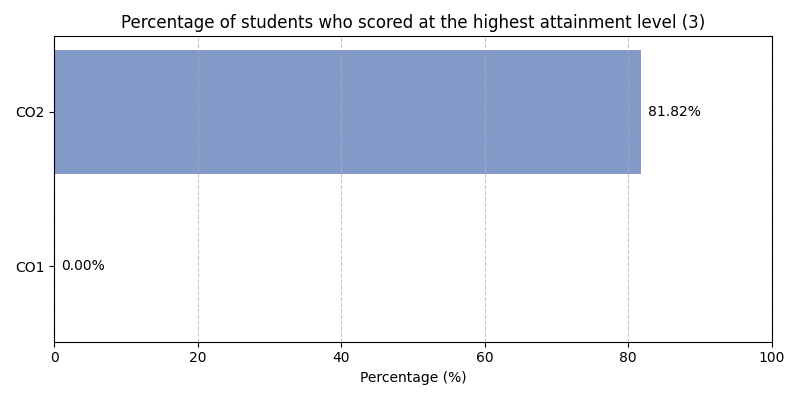 Percentage of students who scored at the highest attainment level (3)
CO2
81.82%
CO1
0.00%
0 20 40 60 80 100
Percentage (%)